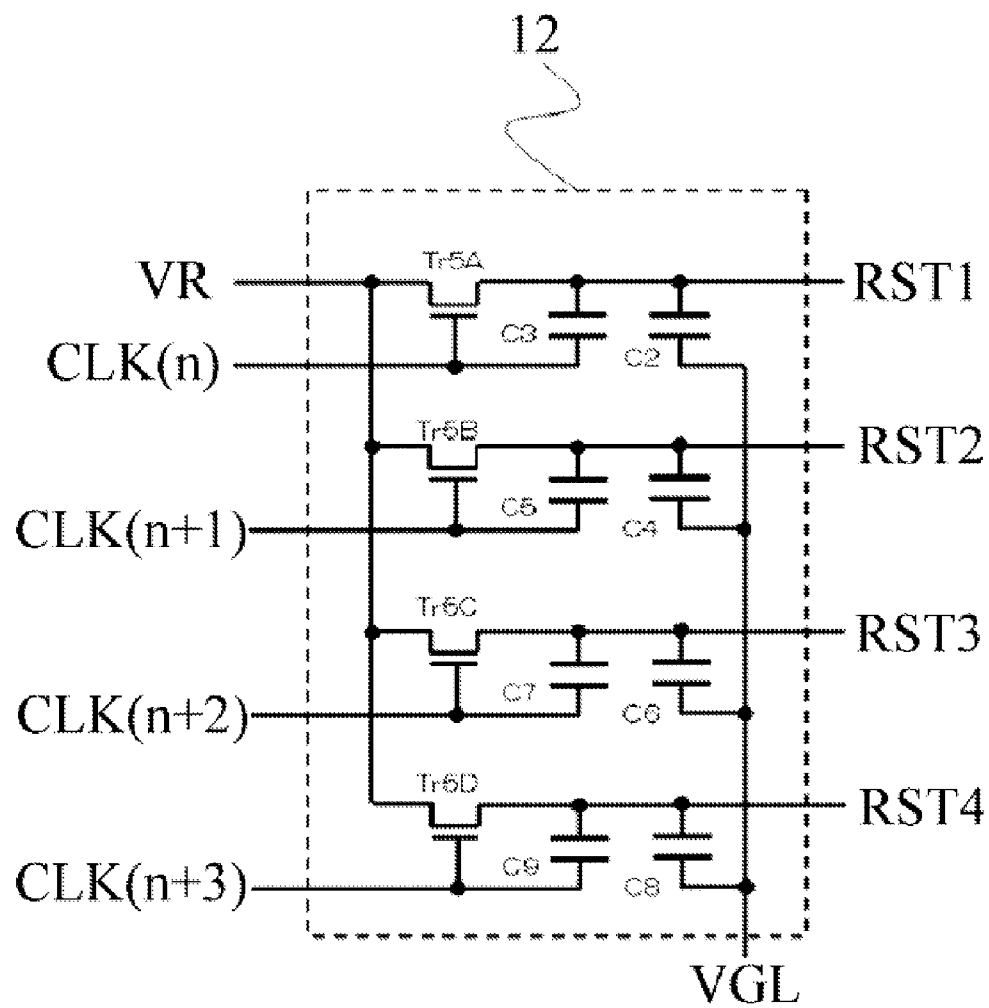 12
Tr5A
VR
RST1
C3
C2
CLK(n)
Tr5B
RST2
C5
C4
CLK(n+1)
Tr5C
RST3
C7
C6
CLK(n+2)
Tr5D
RST4
C9
C8
CLK(n+3)
VGL